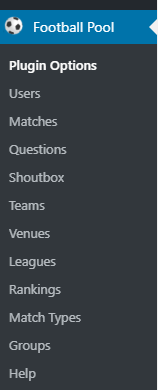 Football Pool
Plugin Options
Users
Matches
Questions
Shoutbox
Teams
Venues
Leagues
Rankings
Match Types
Groups
Help